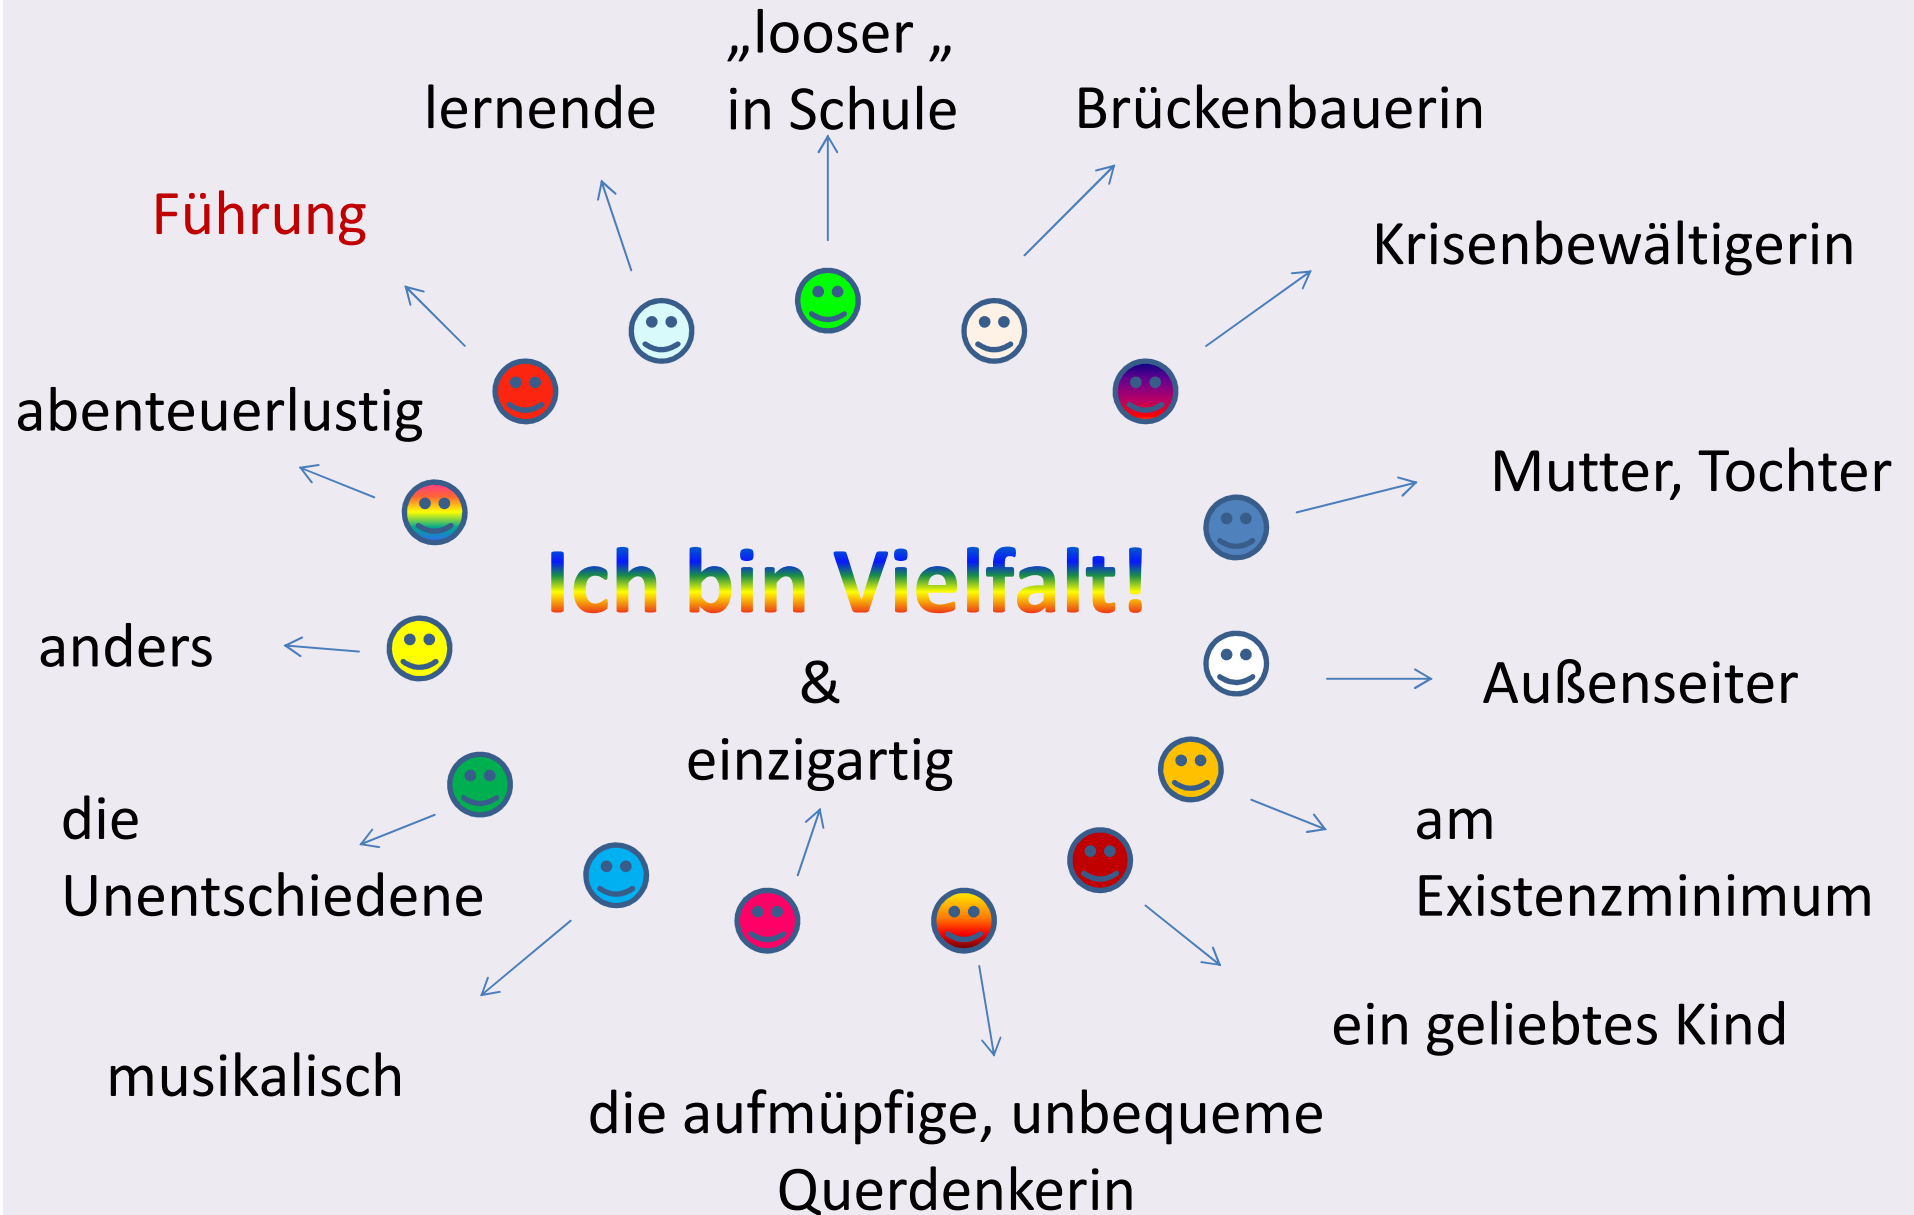 „looser „
in Schule
lernende
Brückenbauerin
Führung
Krisenbewältigerin
abenteuerlustig
Mutter, Tochter
Ich bin Vielfalt!
anders
&
Außenseiter
einzigartig
die
Unentschiedene
am
Existenzminimum
ein geliebtes Kind
musikalisch
die aufmüpfige, unbequeme
Querdenkerin